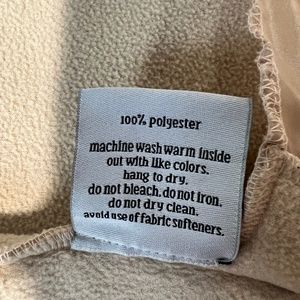 100% polyester
machine wash warm inside
out with like colors.
hang to dry.
do not bleach. do not iron.
do not dry clean.
avoid use of fabric softeners.